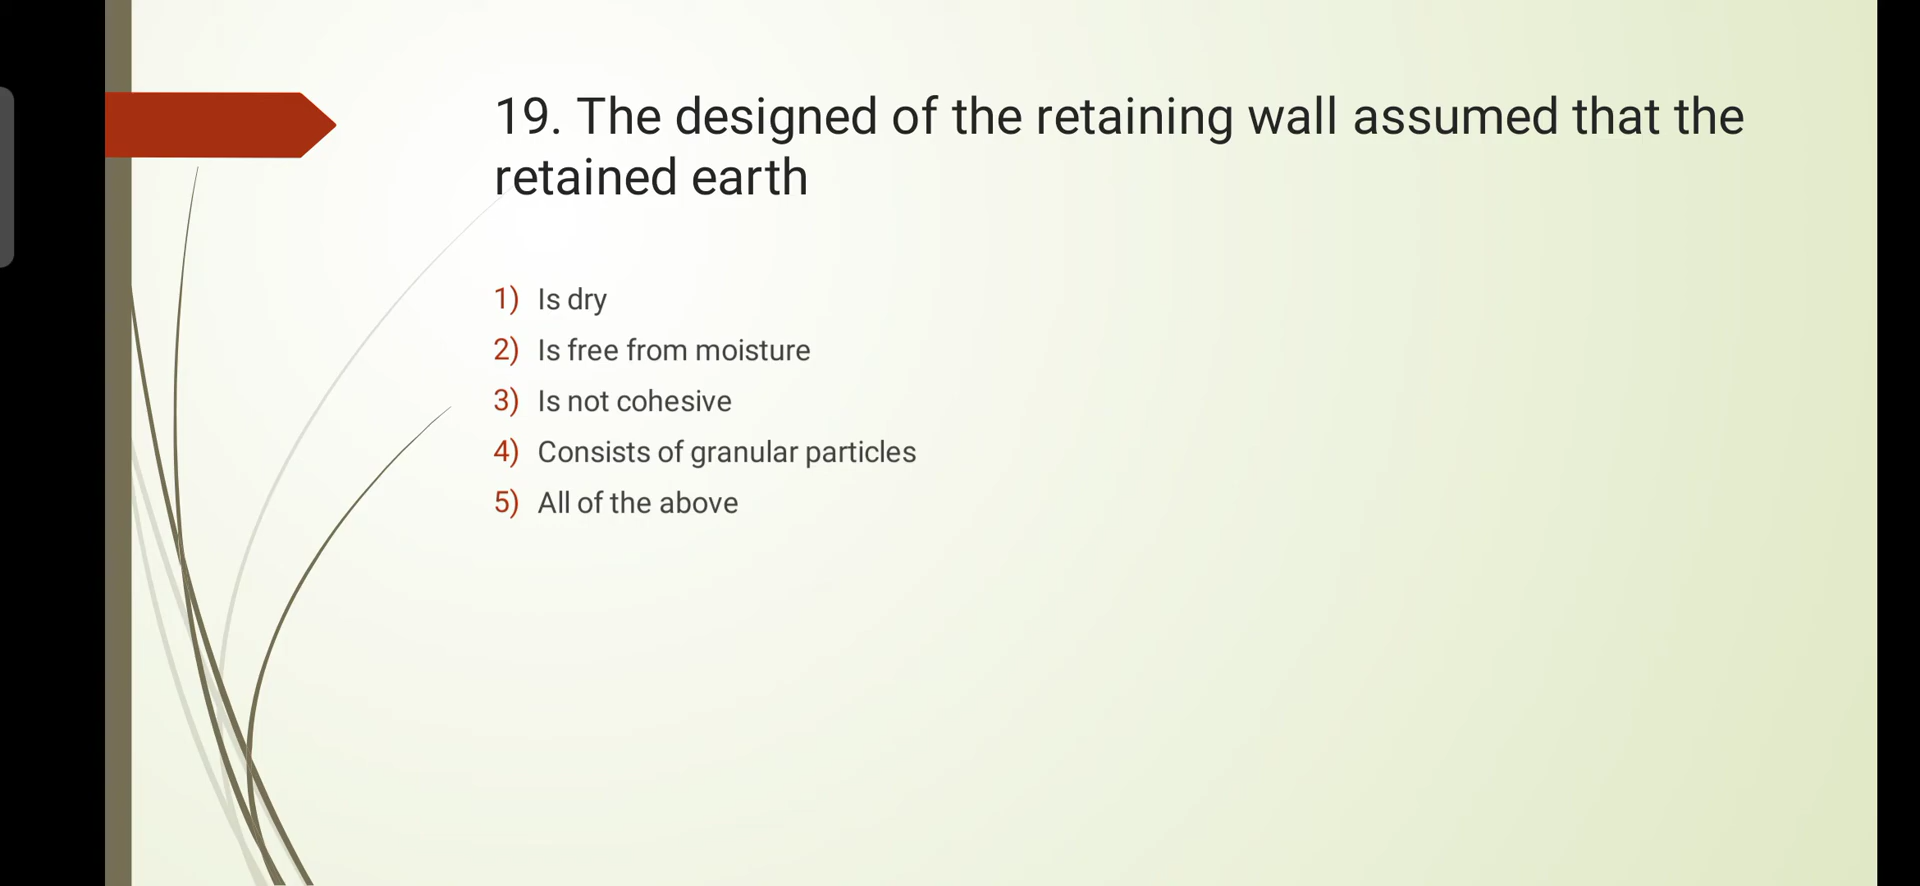 19. The designed of the retaining wall assumed that the
retained earth
1) Is dry
2) Is free from moisture
3) Is not cohesive
4) Consists of granular particles
5) All of the above